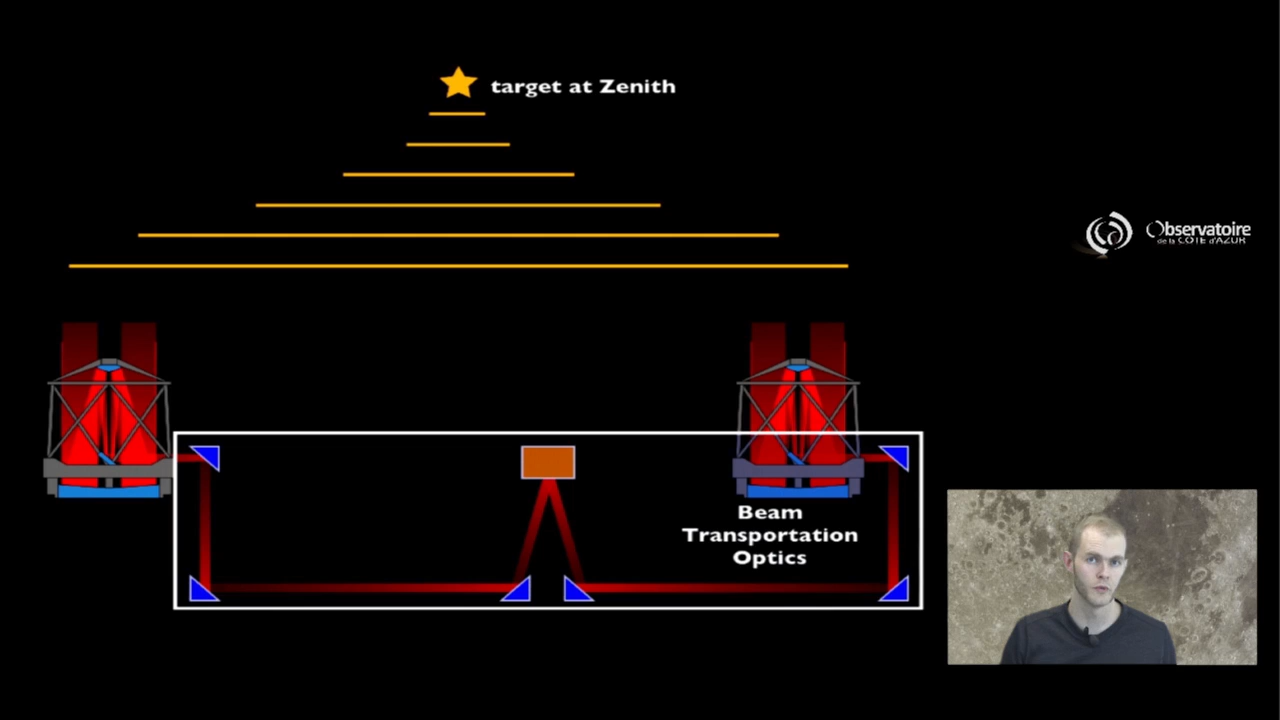 target at Zenith
Observatoire
de la CÔTE d'AZUR
Beam
Transportation
Optics